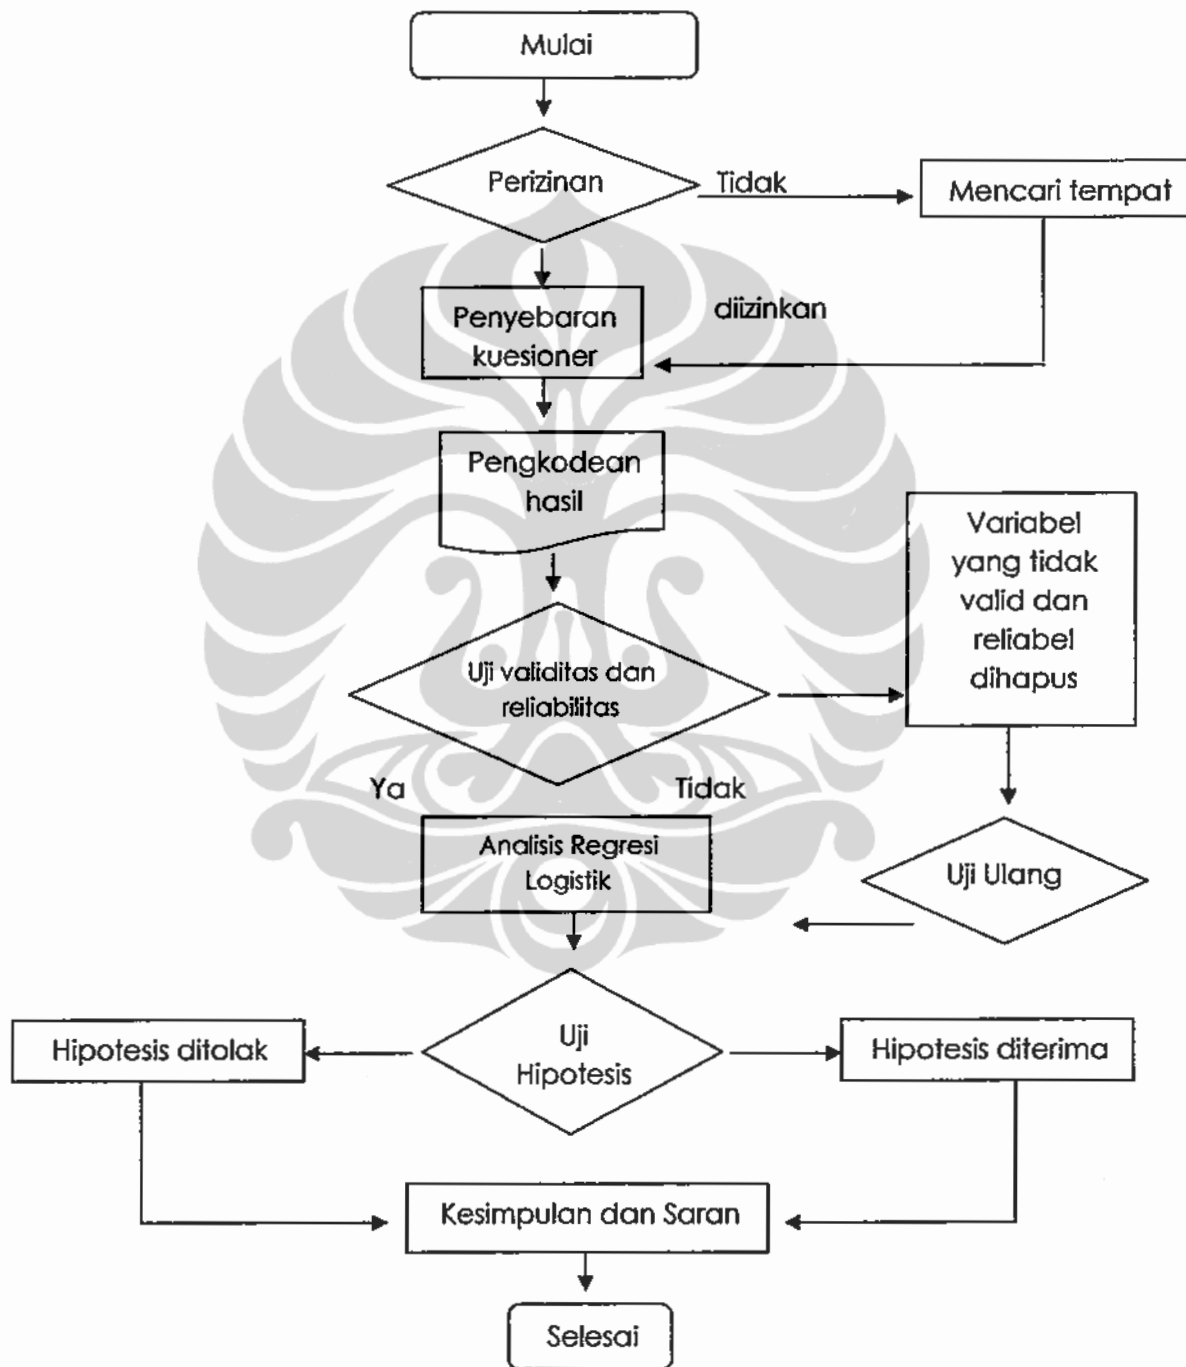 Mulai
Perizinan
Tidak
Mencari tempat
Penyebaran
kuesioner
diizinkan
Pengkodean
hasil
Variabel
yang tidak
valid dan
reliabel
dihapus
Uji validitas dan
reliabilitas
Ya
Tidak
Analisis Regresi
Logistik
Uji Ulang
Uji
Hipotesis
Hipotesis ditolak
Hipotesis diterima
Kesimpulan dan Saran
Selesai